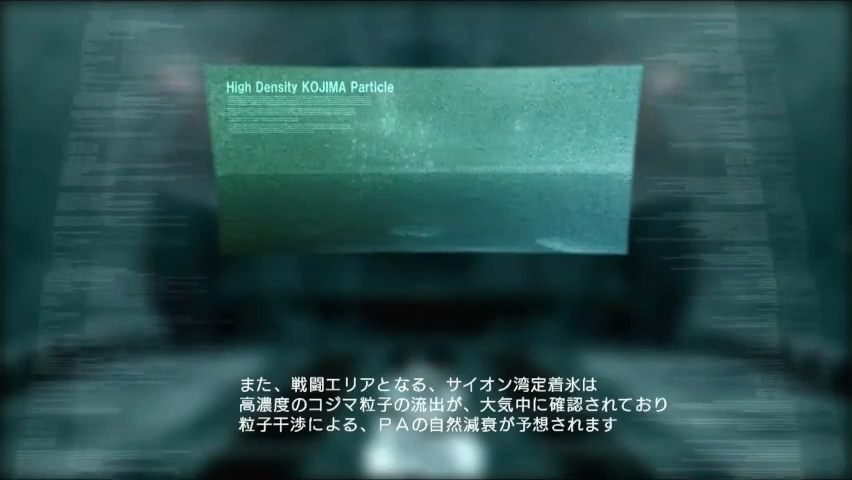 High Density KOJIMA Particle
また、戦闘エリアとなる、サイオン湾定着氷は
高濃度のコジマ粒子の流出が、大気中に確認されており
粒子干渉による、ＰＡの自然減衰が予想されます